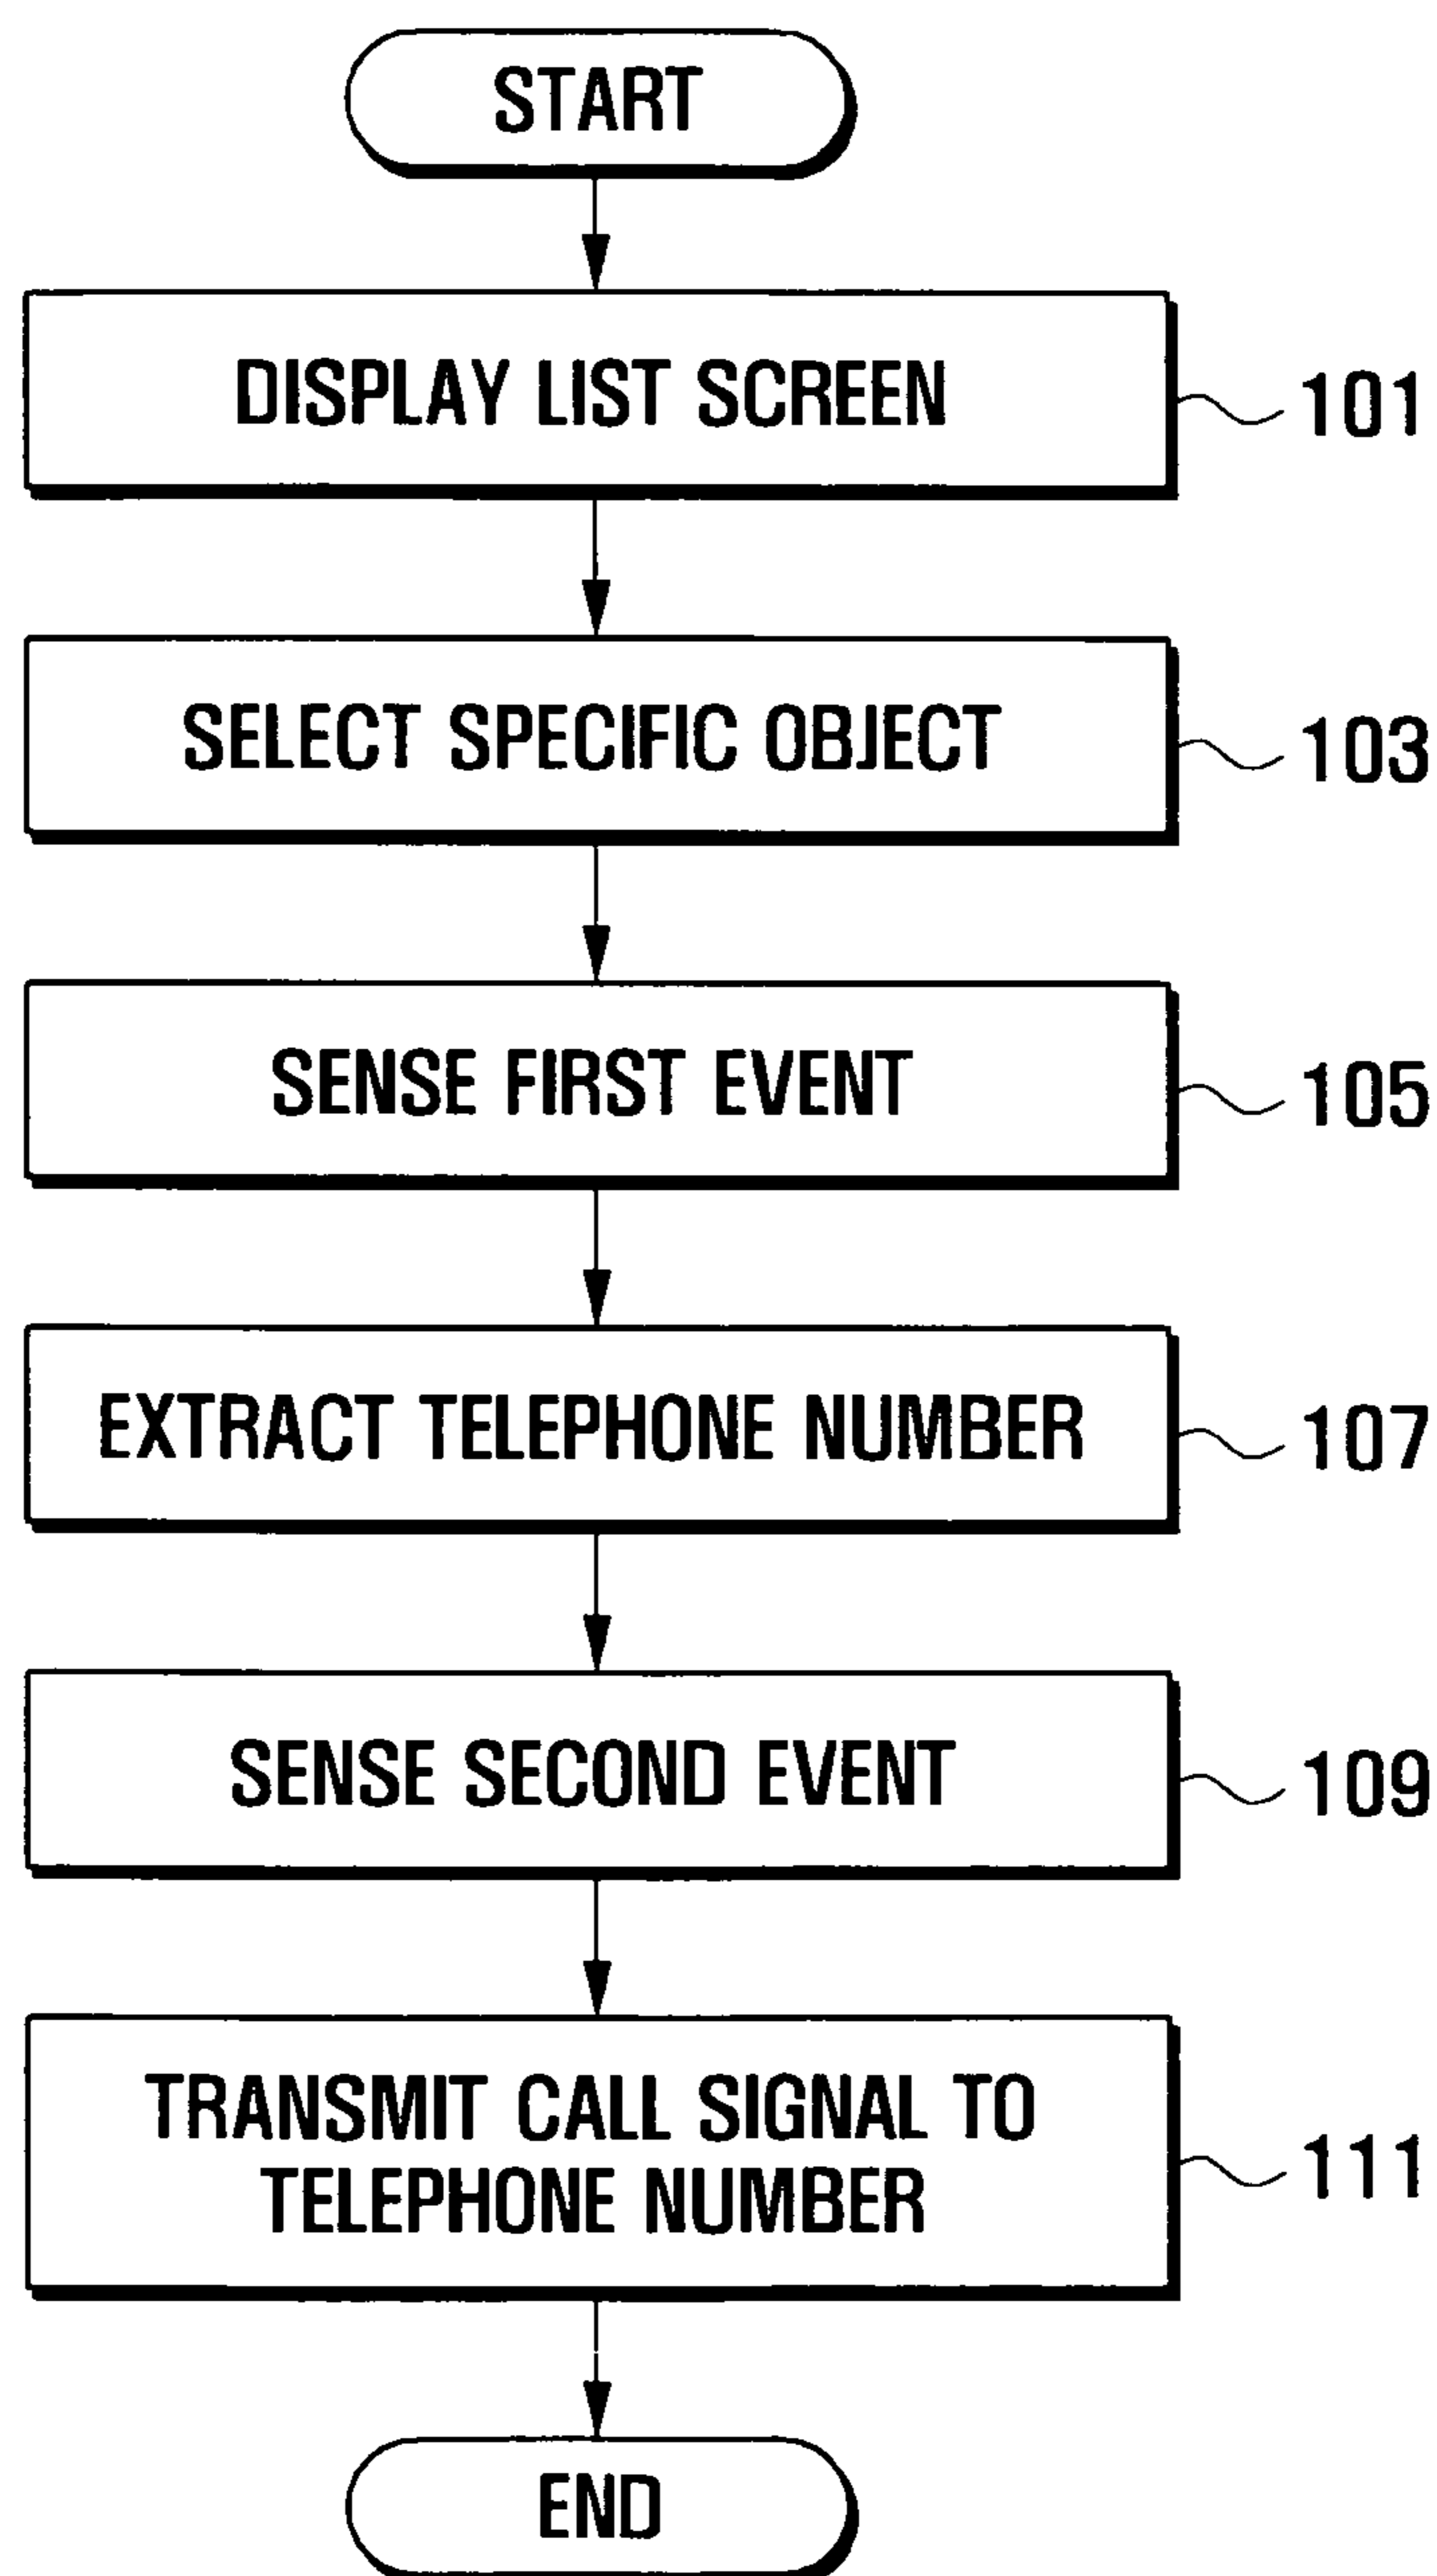 START
DISPLAY LIST SCREEN
101
SELECT SPECIFIC OBJECT
103
SENSE FIRST EVENT
105
EXTRACT TELEPHONE NUMBER
107
SENSE SECOND EVENT
109
TRANSMIT CALL SIGNAL TO
TELEPHONE NUMBER
111
END